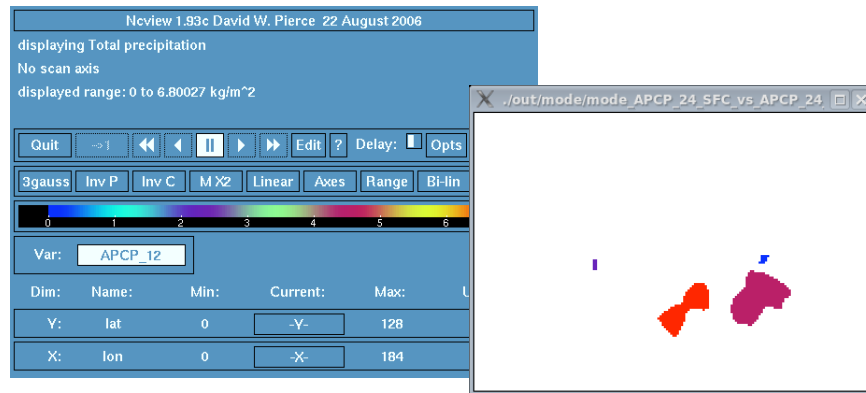 Ncview 1.93c David W. Pierce 22 August 2006
displaying Total precipitation
No scan axis
displayed range: 0 to 6.80027 kg/m^2
./out/mode/mode_APCP_24_SFC_vs_APCP_24_
Quit ->1 Edit ? Delay: Opts
3gauss Inv P Inv C M X2 Linear Axes Range Bi-lin
0 1 2 3 4 5 6
Var: APCP_12
Dim: Name: Min: Current: Max: U
Y: lat 0 -Y- 128
X: lon 0 -X- 184